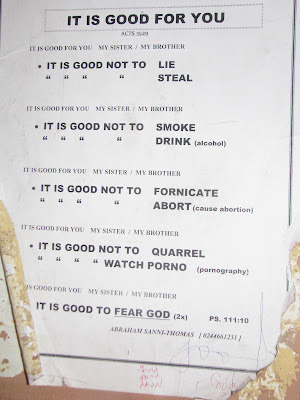 IT IS GOOD FOR YOU
ACTS 15:29
IT IS GOOD FOR YOU MY SISTER / MY BROTHER
• IT IS GOOD NOT TO LIE
“ “ “ “ STEAL
IT IS GOOD FOR YOU MY SISTER / MY BROTHER
• IT IS GOOD NOT TO SMOKE
“ “ “ “ DRINK (alcohol)
IT IS GOOD FOR YOU MY SISTER / MY BROTHER
• IT IS GOOD NOT TO FORNICATE
“ “ “ “ ABORT (cause abortion)
IT IS GOOD FOR YOU MY SISTER / MY BROTHER
• IT IS GOOD NOT TO QUARREL
“ “ “ “ WATCH PORNO (pornography)
IT IS GOOD FOR YOU MY SISTER / MY BROTHER
IT IS GOOD TO FEAR GOD (2x) PS. 111:10
ABRAHAM SANNI-THOMAS [ 0244661231 ]